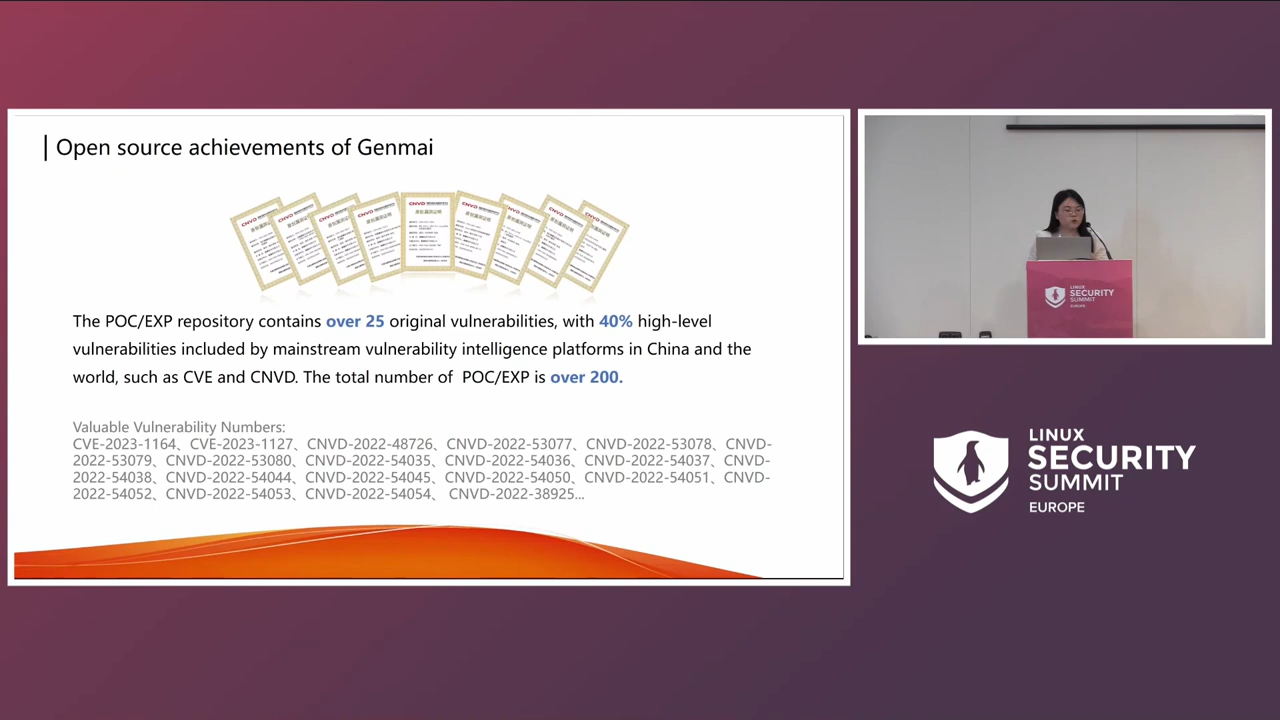 Open source achievements of Genmai
CNVD
The POC/EXP repository contains over 25 original vulnerabilities, with 40% high-level
vulnerabilities included by mainstream vulnerability intelligence platforms in China and the
world, such as CVE and CNVD. The total number of POC/EXP is over 200.
Valuable Vulnerability Numbers:
CVE-2023-1164、CVE-2023-1127、CNVD-2022-48726、CNVD-2022-53077、CNVD-2022-53078、CNVD-
2022-53079、CNVD-2022-53080、CNVD-2022-54035、CNVD-2022-54036、CNVD-2022-54037、CNVD-
2022-54038、CNVD-2022-54044、CNVD-2022-54045、CNVD-2022-54050、CNVD-2022-54051、CNVD-
2022-54052、CNVD-2022-54053、CNVD-2022-54054、 CNVD-2022-38925...
LINUX
SECURITY
SUMMIT
EUROPE
LINUX
SECURITY
SUMMIT
EUROPE